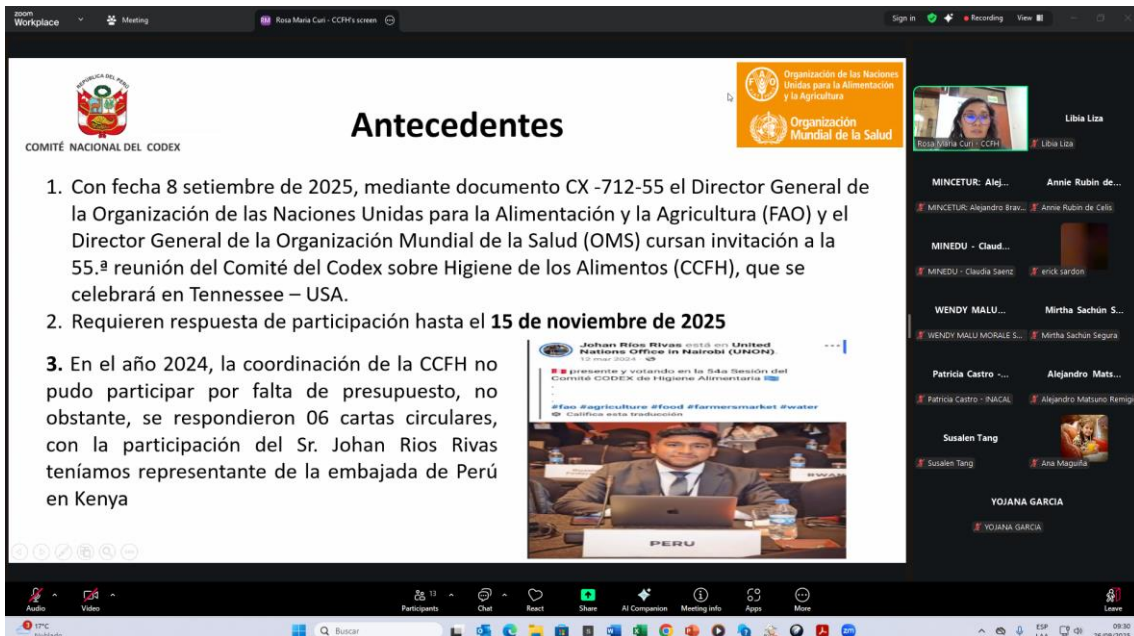 zoom
Workplace
Meeting
RM Rosa Maria Curi - CCFH's screen
Sign in
Recording
View
REPUBLICA DEL PERU
COMITÉ NACIONAL DEL CODEX
Antecedentes
Organización de las Naciones
Unidas para la Alimentación
y la Agricultura
Organización
Mundial de la Salud
1. Con fecha 8 setiembre de 2025, mediante documento CX -712-55 el Director General de
la Organización de las Naciones Unidas para la Alimentación y la Agricultura (FAO) y el
Director General de la Organización Mundial de la Salud (OMS) cursan invitación a la
55.ª reunión del Comité del Codex sobre Higiene de los Alimentos (CCFH), que se
celebrará en Tennessee – USA.
2. Requieren respuesta de participación hasta el 15 de noviembre de 2025
3. En el año 2024, la coordinación de la CCFH no
pudo participar por falta de presupuesto, no
obstante, se respondieron 06 cartas circulares,
con la participación del Sr. Johan Rios Rivas
teníamos representante de la embajada de Perú
en Kenya
Johan Ríos Rivas está en United
Nations Office in Nairobi (UNON).
12 mar 2024
presente y votando en la 54a Sesión del
Comité CODEX de Higiene Alimentaria
#fao #agriculture #food #farmersmarket #water
Califica esta traducción
RWAN
PERU
Rosa Maria Curi - CCFH
Libia Liza
Libia Liza
MINCETUR: Alej...
MINCETUR: Alejandro Brav...
Annie Rubin de...
Annie Rubin de Celis
MINEDU - Claud...
MINEDU - Claudia Saenz
erick sardon
WENDY MALU...
WENDY MALU MORALE S...
Mirtha Sachún S...
Mirtha Sachún Segura
Patricia Castro -...
Patricia Castro - INACAL
Alejandro Mats...
Alejandro Matsuno Remigi
Susalen Tang
Susalen Tang
Ana Maguiña
YOJANA GARCIA
YOJANA GARCIA
Audio
Video
13
Participants
Chat
React
Share
AI Companion
Meeting info
Apps
More
Leave
17°C
Nublado
Buscar
ESP
LAA
09:30